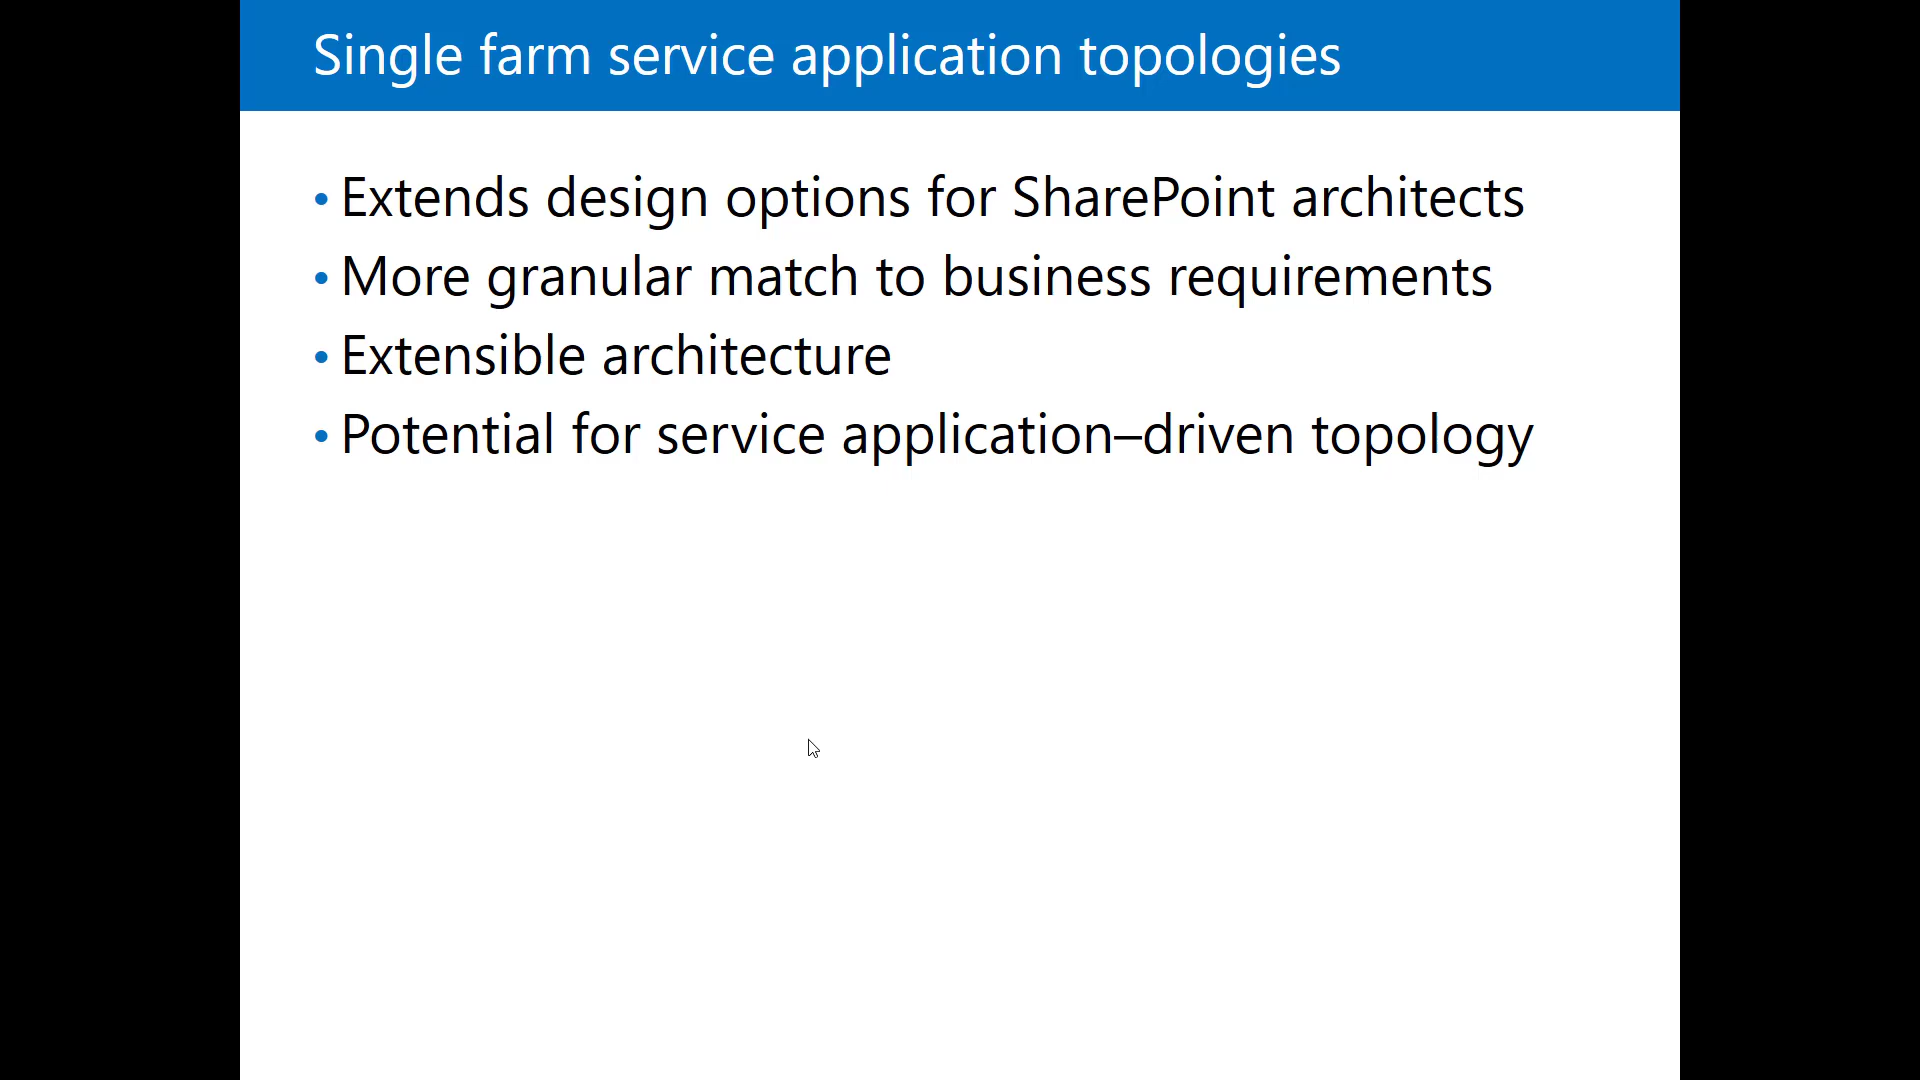 Single farm service application topologies
• Extends design options for SharePoint architects
• More granular match to business requirements
• Extensible architecture
• Potential for service application–driven topology